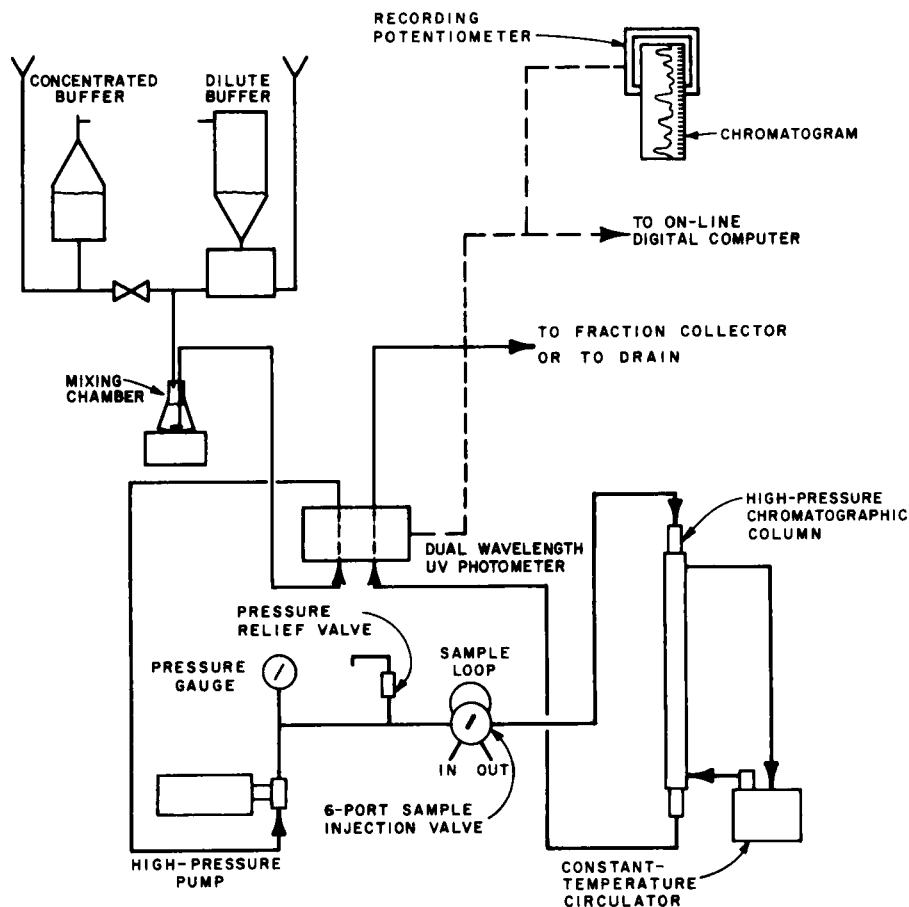 RECORDING
POTENTIOMETER
CONCENTRATED
BUFFER
DILUTE
BUFFER
CHROMATOGRAM
TO ON-LINE
DIGITAL COMPUTER
TO FRACTION COLLECTOR
OR TO DRAIN
MIXING
CHAMBER
HIGH-PRESSURE
CHROMATOGRAPHIC
COLUMN
DUAL WAVELENGTH
UV PHOTOMETER
PRESSURE
RELIEF VALVE
SAMPLE
LOOP
PRESSURE
GAUGE
IN OUT
6-PORT SAMPLE
INJECTION VALVE
HIGH-PRESSURE
PUMP
CONSTANT-
TEMPERATURE
CIRCULATOR